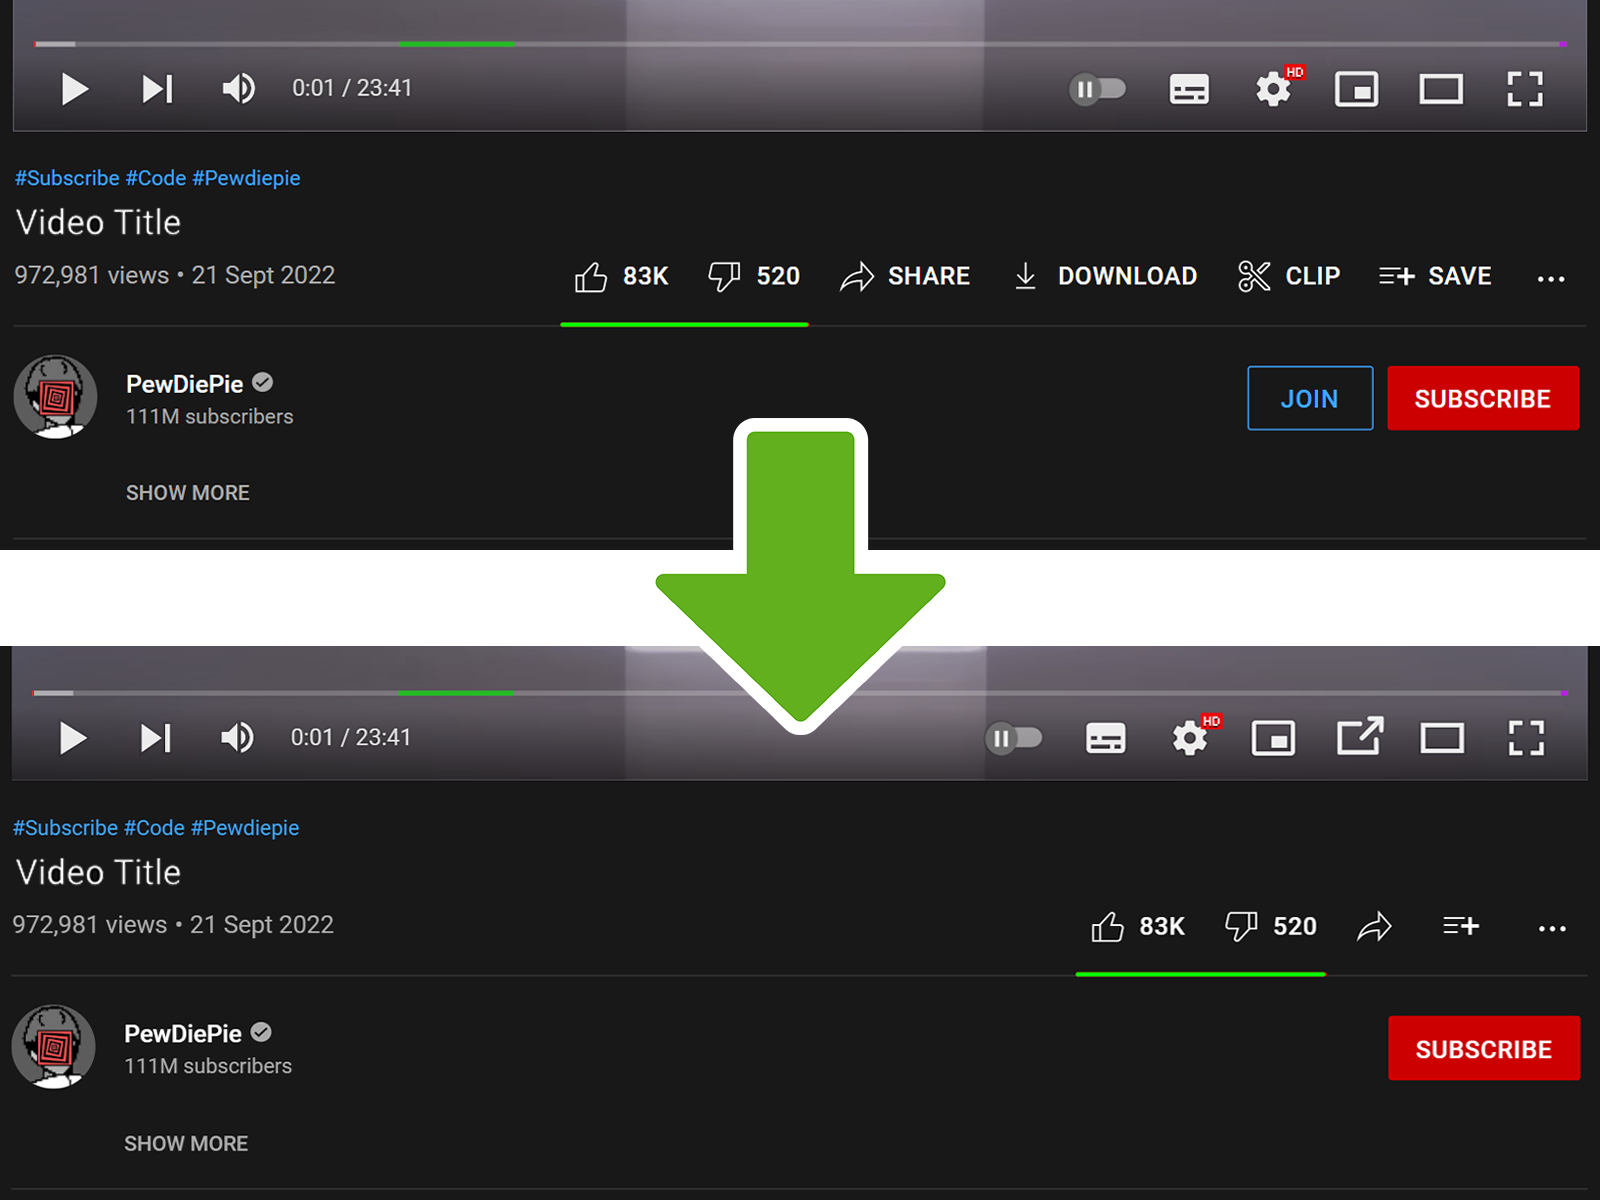 0:01 / 23:41
HD
#Subscribe #Code #Pewdiepie
Video Title
972,981 views • 21 Sept 2022
83K 520 SHARE DOWNLOAD CLIP SAVE ...
PewDiePie
111M subscribers
JOIN SUBSCRIBE
SHOW MORE
0:01 / 23:41
HD
#Subscribe #Code #Pewdiepie
Video Title
972,981 views • 21 Sept 2022
83K 520 ...
PewDiePie
111M subscribers
SUBSCRIBE
SHOW MORE